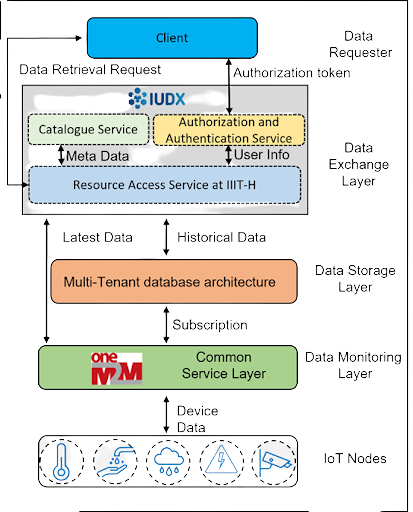 Client
Data
Requester
Data Retrieval Request
Authorization token
IUDX
Catalogue Service
Authorization and
Authentication Service
Meta Data
User Info
Data
Exchange
Layer
Resource Access Service at IIIT-H
Latest Data
Historical Data
Multi-Tenant database architecture
Data Storage
Layer
Subscription
one
M2M
Common
Service Layer
Data Monitoring
Layer
Device
Data
IoT Nodes